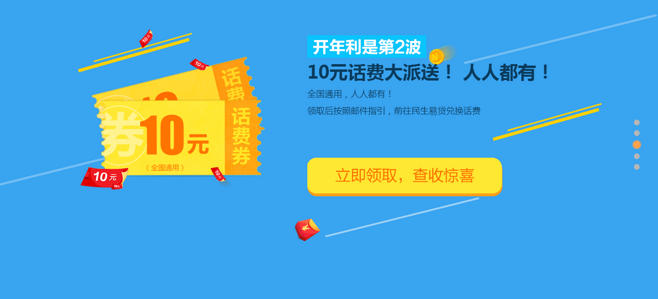 开年利是第2波
10元话费大派送！ 人人都有！
全国通用，人人都有！
领取后按照邮件指引，前往民生易贷兑换话费
立即领取，查收惊喜
话
券
10元
（全国通用）
话费券
10元